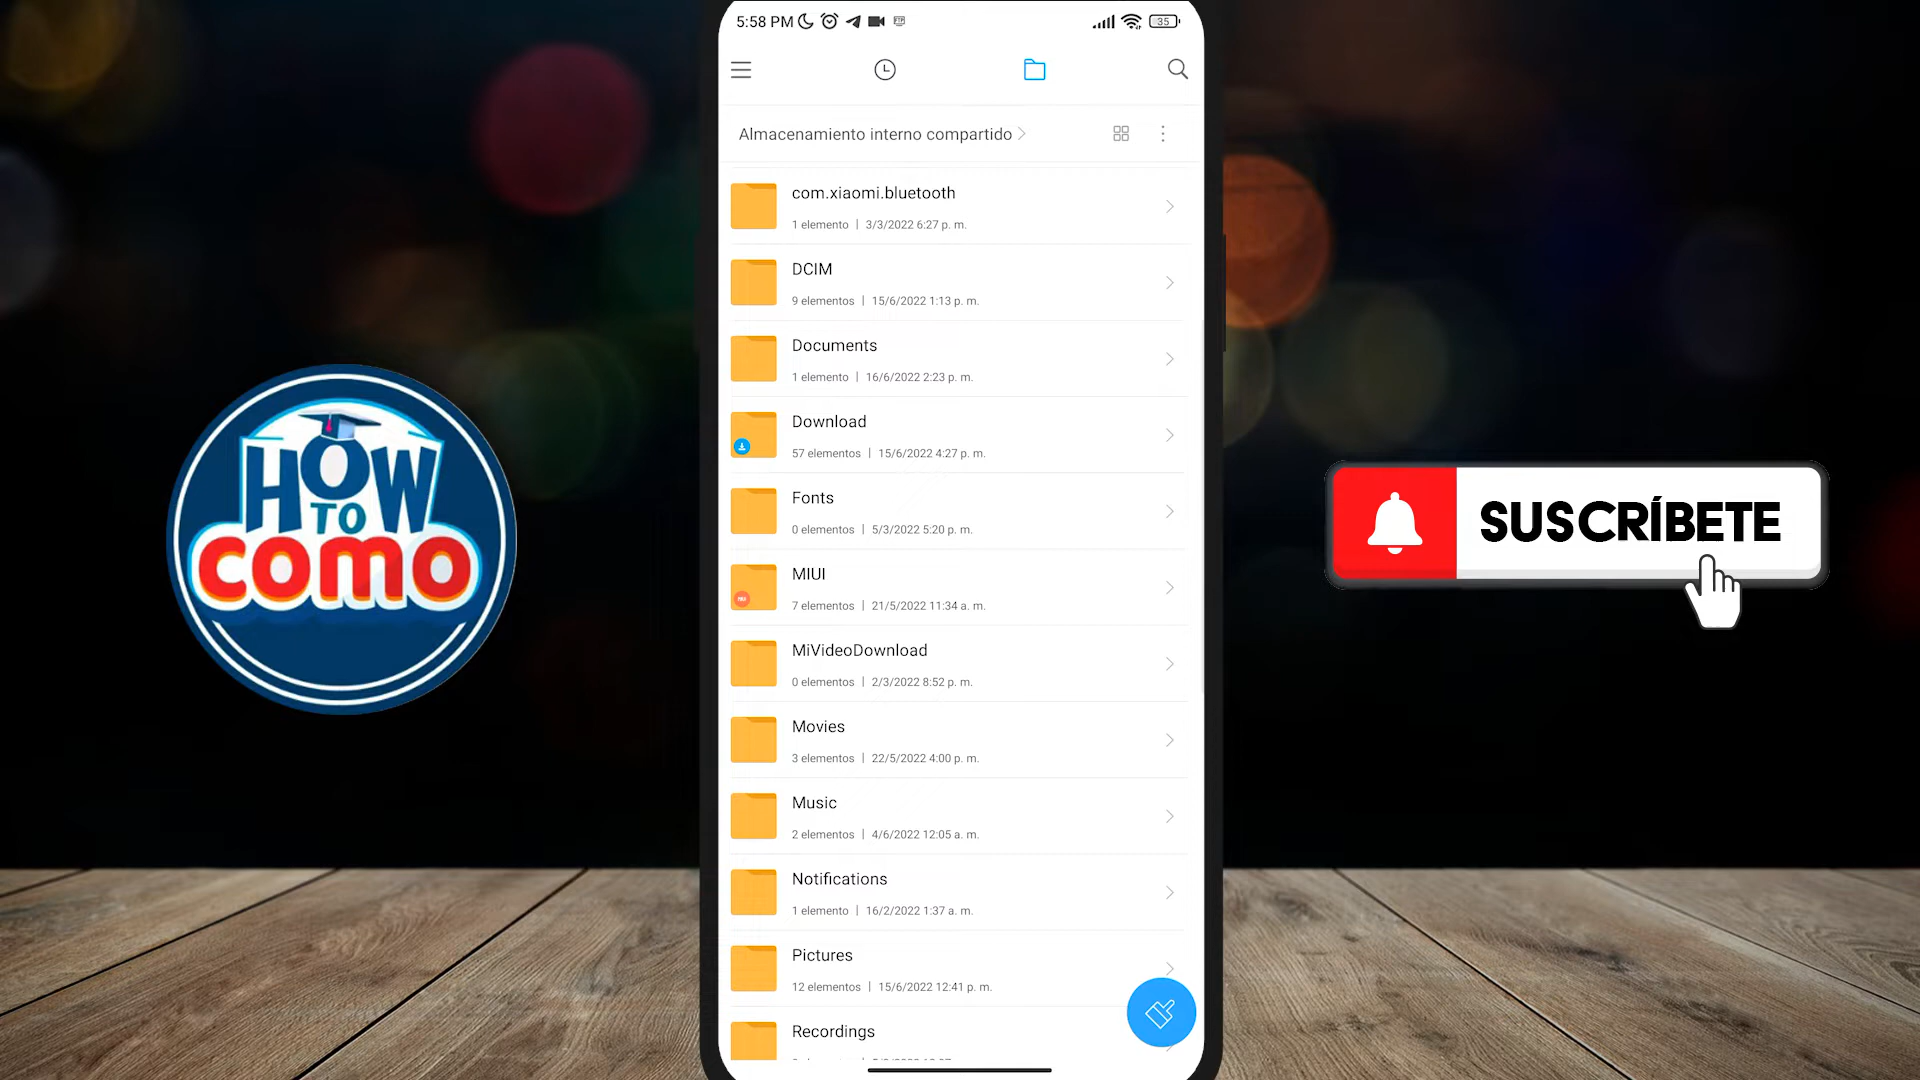 5:58 PM
35
Almacenamiento interno compartido
com.xiaomi.bluetooth
1 elemento | 3/3/2022 6:27 p. m.
DCIM
9 elementos | 15/6/2022 1:13 p. m.
Documents
1 elemento | 16/6/2022 2:23 p. m.
Download
57 elementos | 15/6/2022 4:27 p. m.
Fonts
0 elementos | 5/3/2022 5:20 p. m.
MIUI
7 elementos | 21/5/2022 11:34 a. m.
MiVideoDownload
0 elementos | 2/3/2022 8:52 p. m.
Movies
3 elementos | 22/5/2022 4:00 p. m.
Music
2 elementos | 4/6/2022 12:05 a. m.
Notifications
1 elemento | 16/2/2022 1:37 a. m.
Pictures
12 elementos | 15/6/2022 12:41 p. m.
Recordings
HOW
TO
COMO
SUSCRÍBETE